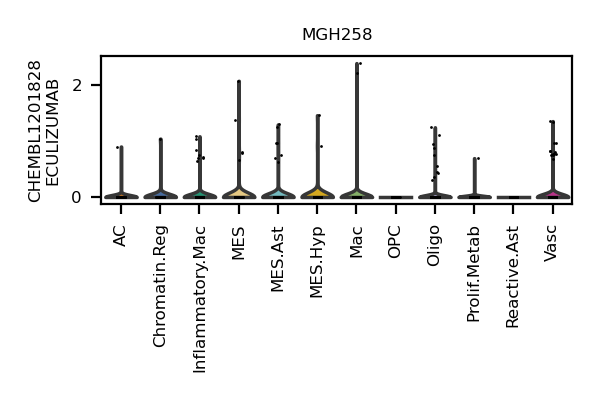 MGH258
CHEMBL1201828
ECULIZUMAB
2
0
AC
Chromatin.Reg
Inflammatory.Mac
MES
MES.Ast
MES.Hyp
Mac
OPC
Oligo
Prolif.Metab
Reactive.Ast
Vasc